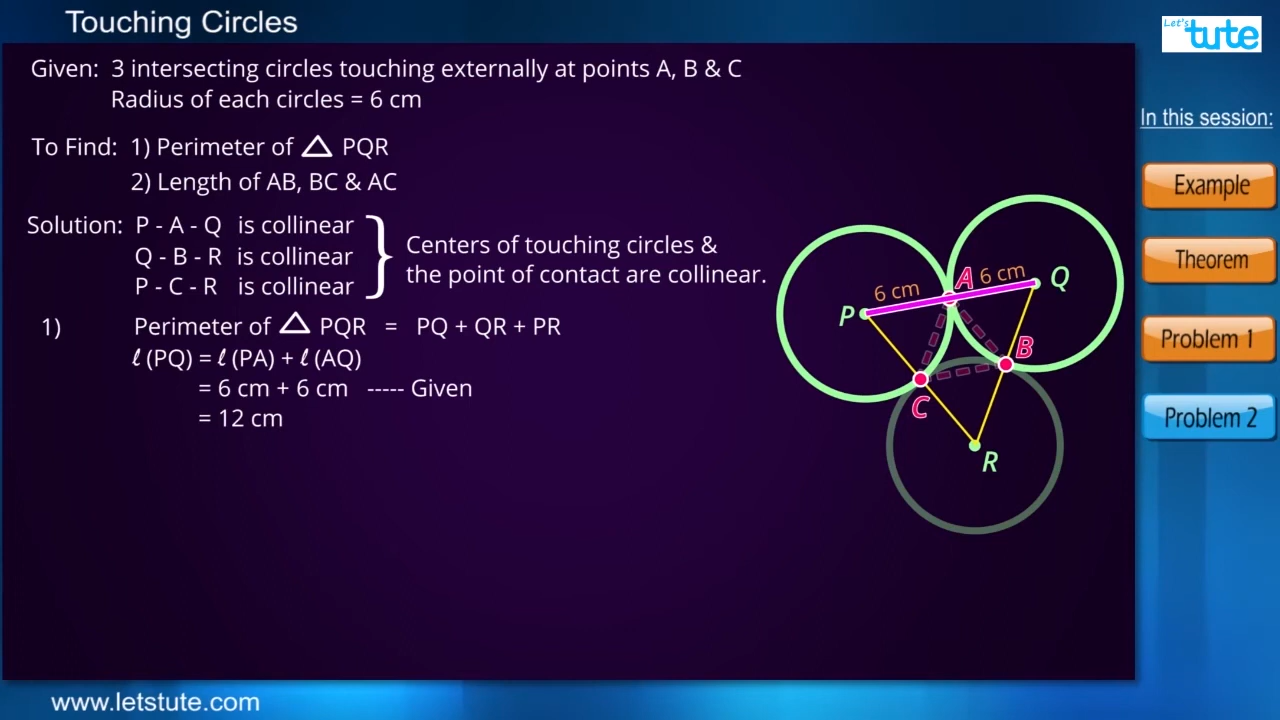 Touching Circles
Let's tute
Given: 3 intersecting circles touching externally at points A, B & C
Radius of each circles = 6 cm
To Find: 1) Perimeter of △ PQR
2) Length of AB, BC & AC
Solution: P - A - Q is collinear
Q - B - R is collinear
P - C - R is collinear
Centers of touching circles &
the point of contact are collinear.
1) Perimeter of △ PQR = PQ + QR + PR
ℓ (PQ) = ℓ (PA) + ℓ (AQ)
= 6 cm + 6 cm ----- Given
= 12 cm
6 cm
6 cm
A
Q
P
B
C
R
In this session:
Example
Theorem
Problem 1
Problem 2
www.letstute.com